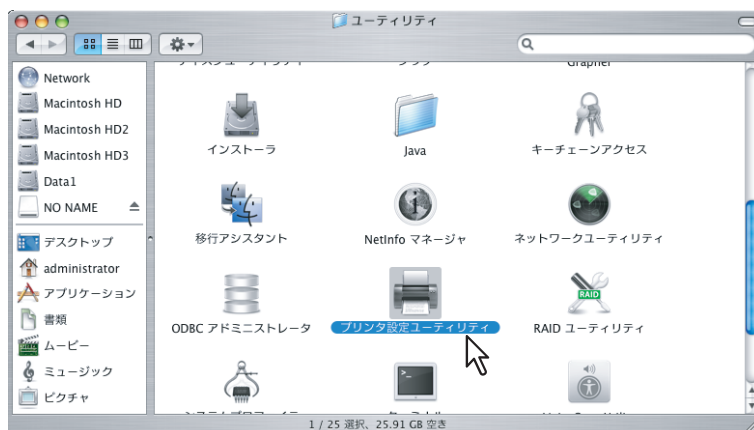 ユーティリティ
Network
Macintosh HD
Macintosh HD2
Macintosh HD3
Data1
NO NAME
デスクトップ
administrator
アプリケーション
書類
ムービー
ミュージック
ピクチャ
Grapher
インストーラ
Java
キーチェーンアクセス
移行アシスタント
NetInfo マネージャ
ネットワークユーティリティ
ODBC アドミニストレータ
プリンタ設定ユーティリティ
RAID
RAID ユーティリティ
1 / 25 選択、25.91 GB 空き